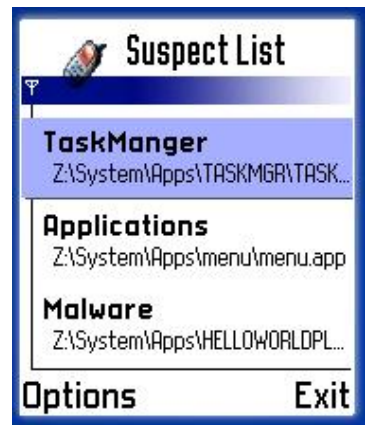 Suspect List
TaskManger
Z:\System\Apps\TASKMGR\TASK...
Applications
Z:\System\Apps\menu\menu.app
Malware
Z:\System\Apps\HELLOWORLDPL...
Options Exit